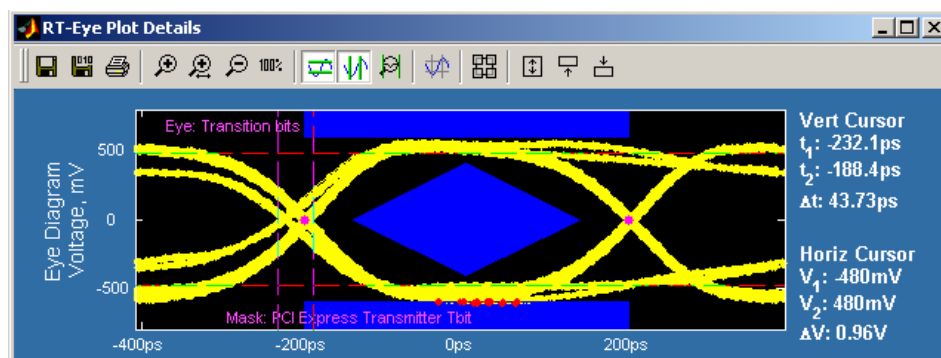 RT-Eye Plot Details
010
100%
Eye: Transition bits
Eye Diagram
Voltage, mV
500
0
-500
Mask: PCI Express Transmitter Tbit
-400ps
-200ps
0ps
200ps
Vert Cursor
t1: -232.1ps
t2: -188.4ps
Δt: 43.73ps
Horiz Cursor
V1: -480mV
V2: 480mV
ΔV: 0.96V